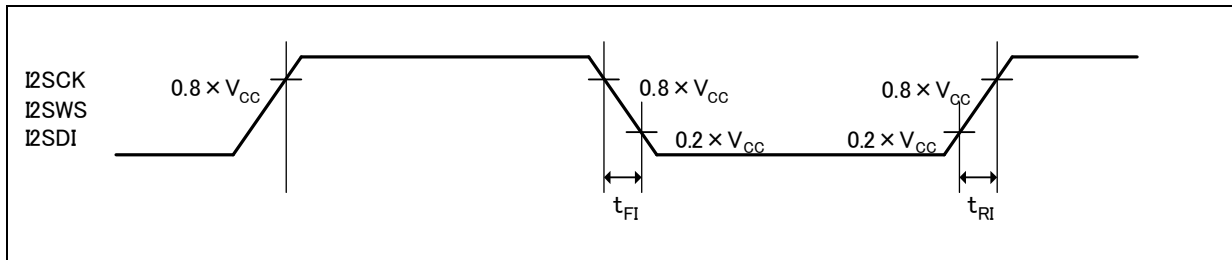 I2SCK
I2SWS
I2SDI
0.8 × VCC
0.8 × VCC
0.8 × VCC
0.2 × VCC
0.2 × VCC
tFI
tRI